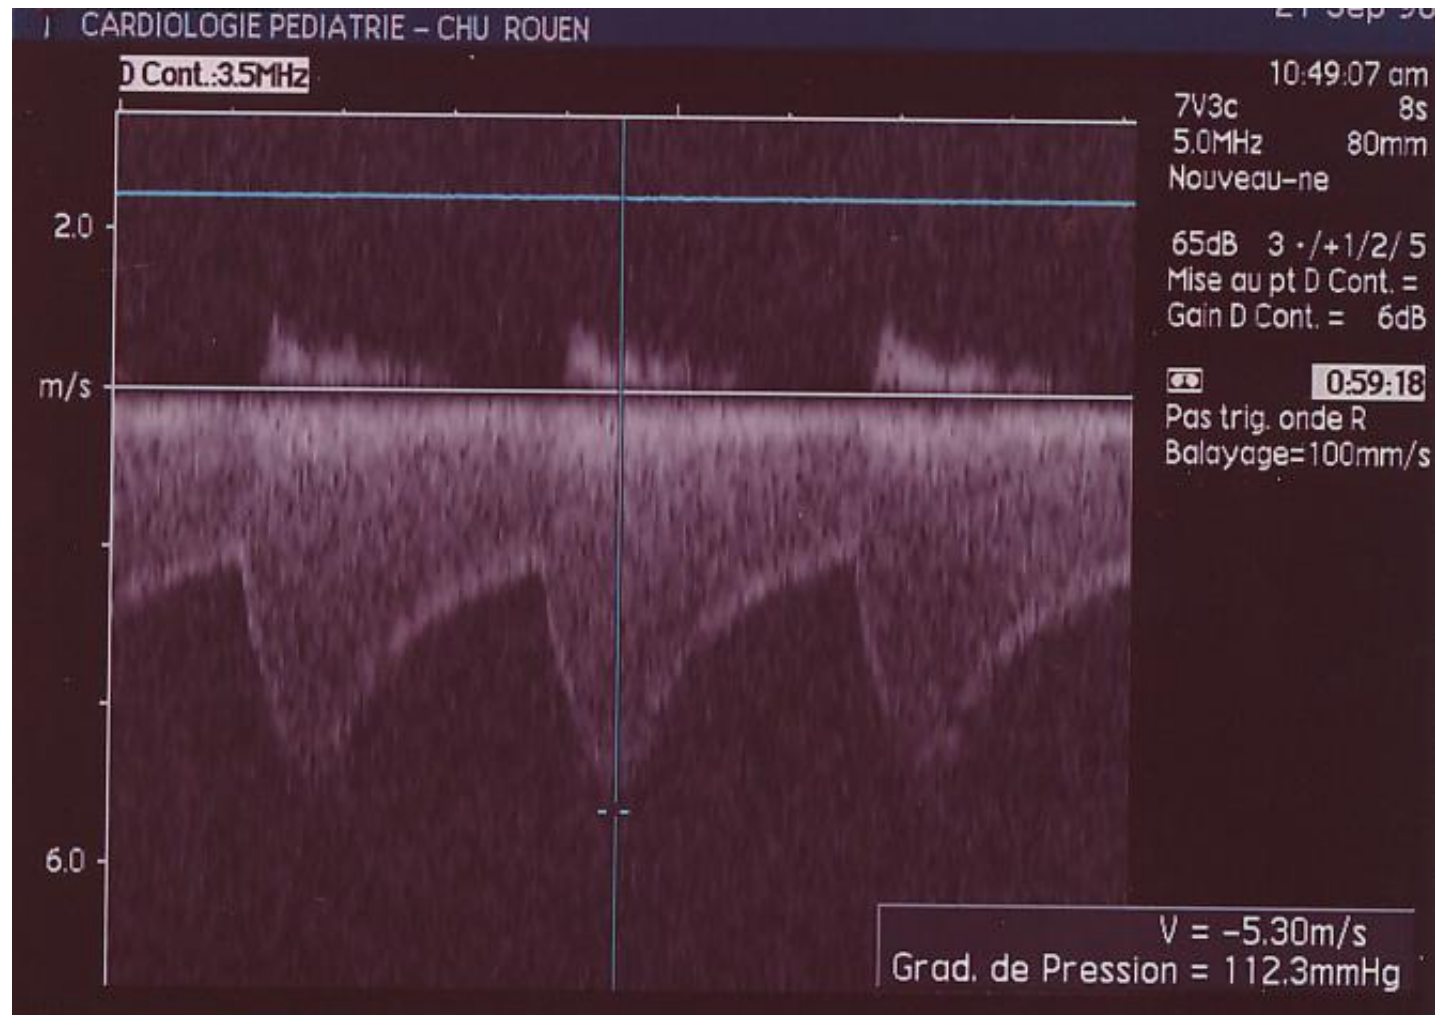 CARDIOLOGIE PEDIATRIE – CHU ROUEN
21 Sep
D Cont.:3.5MHz
10:49:07 am
7V3c 8s
5.0MHz 80mm
Nouveau-ne
2.0
65dB 3 ·/+1/2/ 5
Mise au pt D Cont. =
Gain D Cont. = 6dB
m/s
0:59:18
Pas trig. onde R
Balayage=100mm/s
6.0
V = -5.30m/s
Grad. de Pression = 112.3mmHg